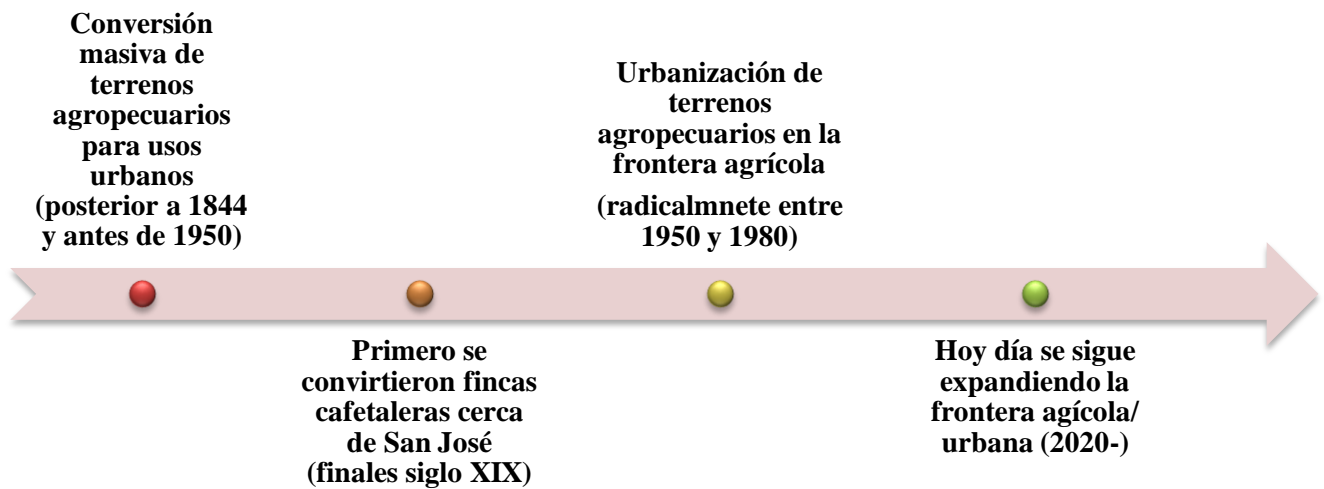 Conversión
masiva de
terrenos
agropecuarios
para usos
urbanos
(posterior a 1844
y antes de 1950)
Primero se
convirtieron fincas
cafetaleras cerca
de San José
(finales siglo XIX)
Urbanización de
terrenos
agropecuarios en la
frontera agrícola
(radicalmnete entre
1950 y 1980)
Hoy día se sigue
expandiendo la
frontera agícola/
urbana (2020-)